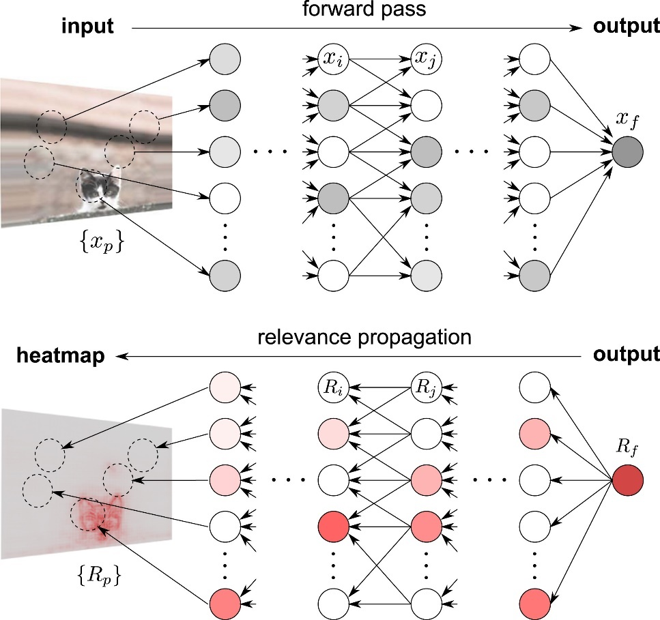 forward pass
input output
x_i x_j
x_f
{x_p}
relevance propagation
heatmap output
R_i R_j
R_f
{R_p}